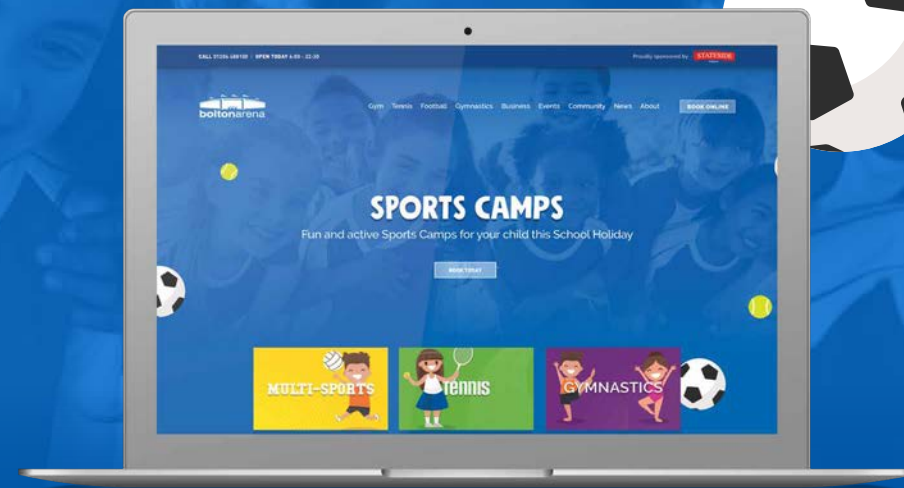 CALL 01204 488100 | OPEN TODAY 6:00 - 22:30
Proudly sponsored by STATESIDE
boltonarena
Gym Tennis Football Gymnastics Business Events Community News About BOOK ONLINE
SPORTS CAMPS
Fun and active Sports Camps for your child this School Holiday
BOOK TODAY
MULTI-SPORTS
TENNIS
GYMNASTICS